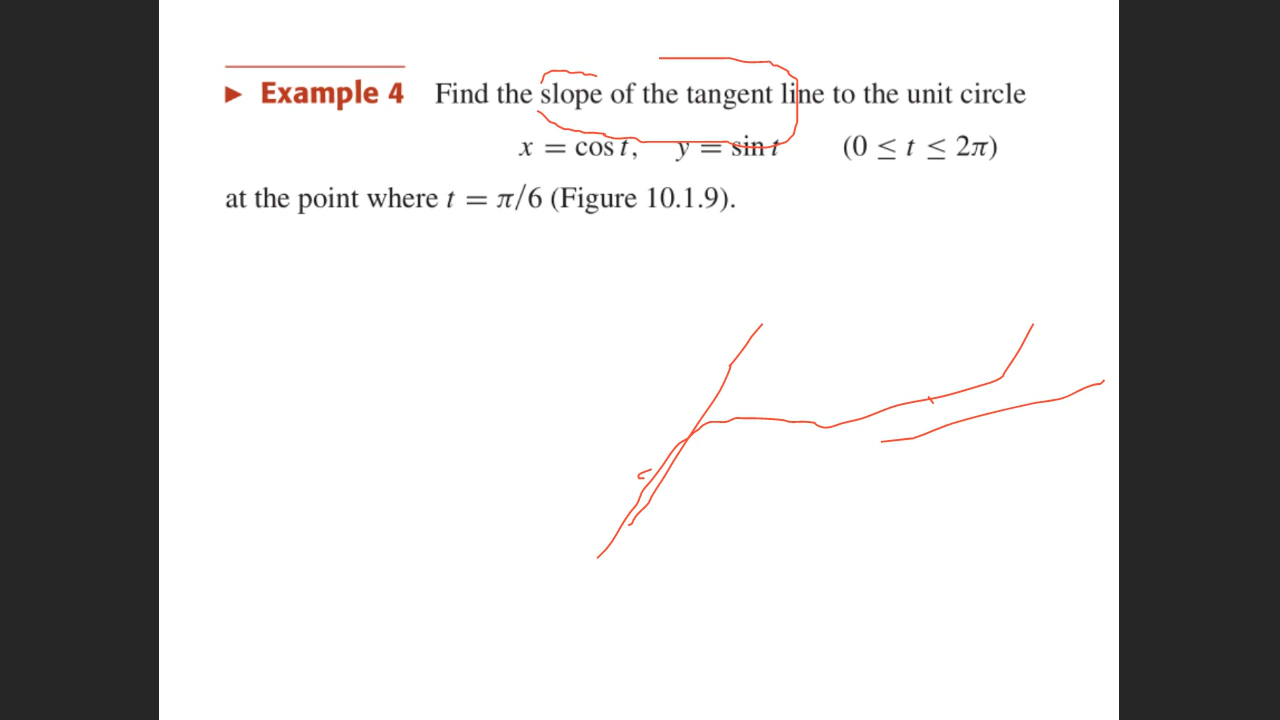 ▶ Example 4 Find the slope of the tangent line to the unit circle
x = cos t, y = sin t (0 ≤ t ≤ 2π)
at the point where t = π/6 (Figure 10.1.9).